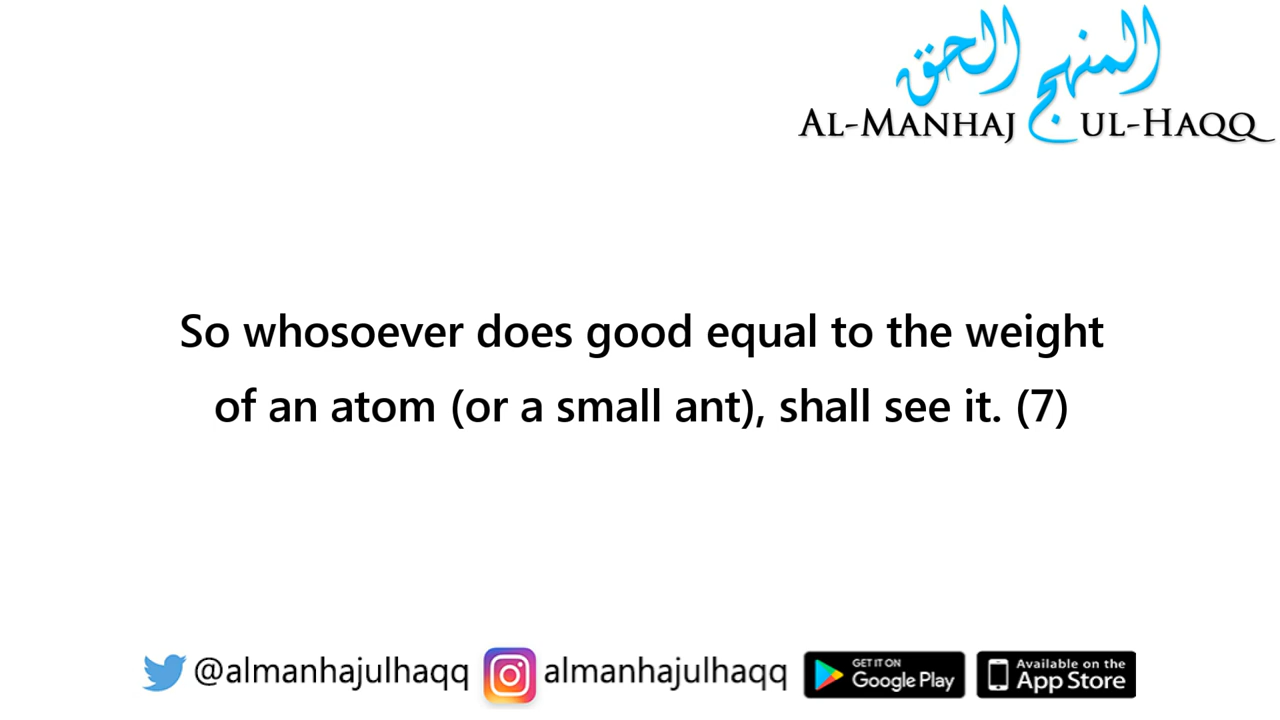 المنهج الحق
AL-MANHAJ UL-HAQQ
So whosoever does good equal to the weight
of an atom (or a small ant), shall see it. (7)
@almanhajulhaqq almanhajulhaqq GET IT ON Google Play Available on the App Store